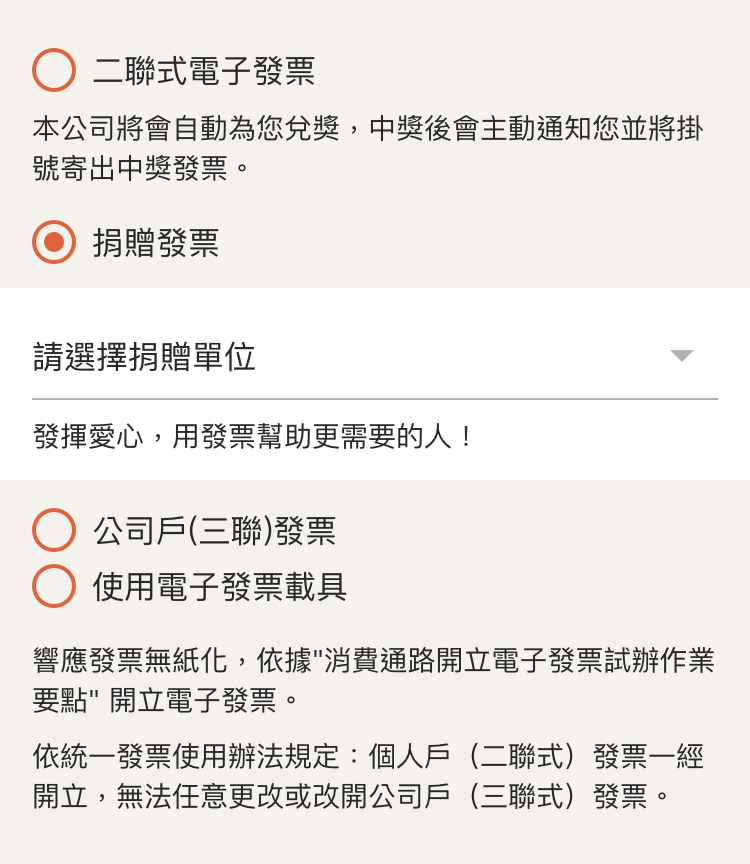 二聯式電子發票
本公司將會自動為您兌獎，中獎後會主動通知您並將掛
號寄出中獎發票。
捐贈發票
請選擇捐贈單位
發揮愛心，用發票幫助更需要的人！
公司戶(三聯)發票
使用電子發票載具
響應發票無紙化，依據"消費通路開立電子發票試辦作業
要點" 開立電子發票。
依統一發票使用辦法規定：個人戶（二聯式）發票一經
開立，無法任意更改或改開公司戶（三聯式）發票。